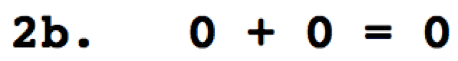 2b. 0 + 0 = 0